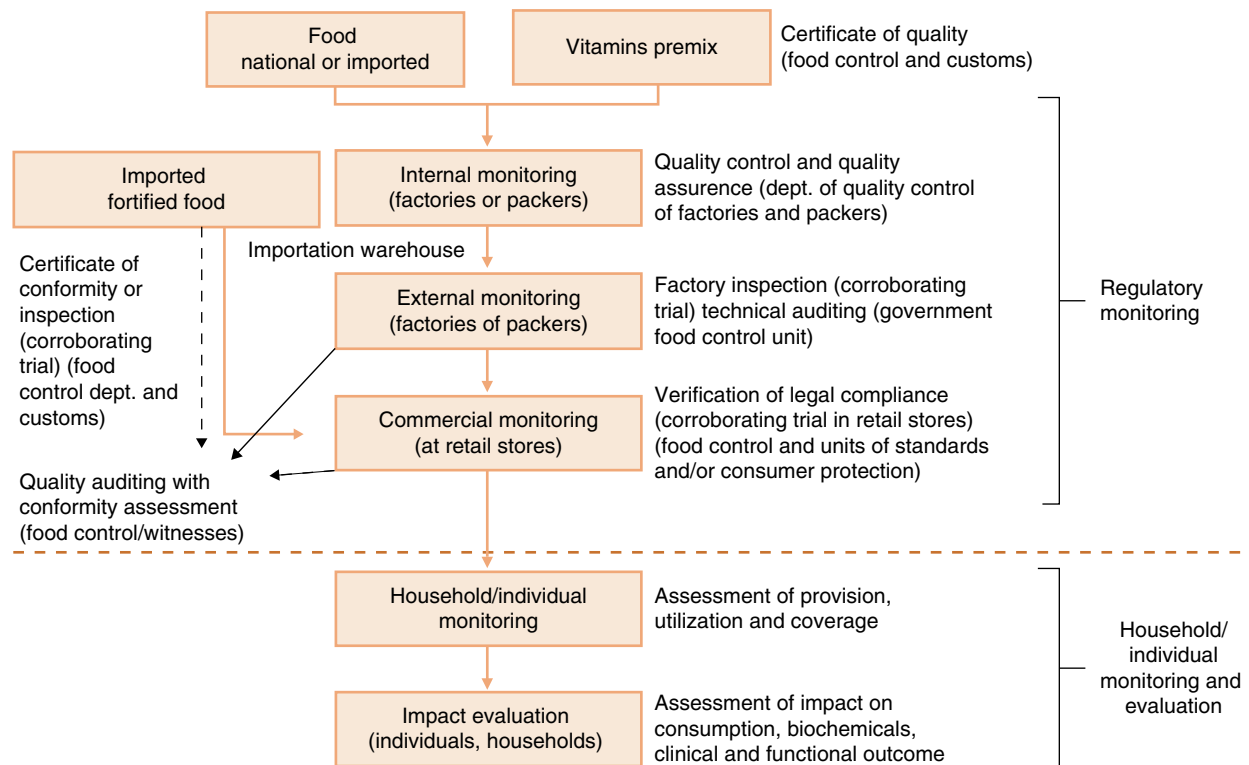 Food
national or imported
Vitamins premix
Certificate of quality
(food control and customs)
Imported
fortified food
Internal monitoring
(factories or packers)
Quality control and quality
assurence (dept. of quality control
of factories and packers)
Importation warehouse
Certificate of
conformity or
inspection
(corroborating
trial) (food
control dept. and
customs)
External monitoring
(factories of packers)
Factory inspection (corroborating
trial) technical auditing (government
food control unit)
Regulatory
monitoring
Commercial monitoring
(at retail stores)
Verification of legal compliance
(corroborating trial in retail stores)
(food control and units of standards
and/or consumer protection)
Quality auditing with
conformity assessment
(food control/witnesses)
Household/individual
monitoring
Assessment of provision,
utilization and coverage
Household/
individual
monitoring and
evaluation
Impact evaluation
(individuals, households)
Assessment of impact on
consumption, biochemicals,
clinical and functional outcome